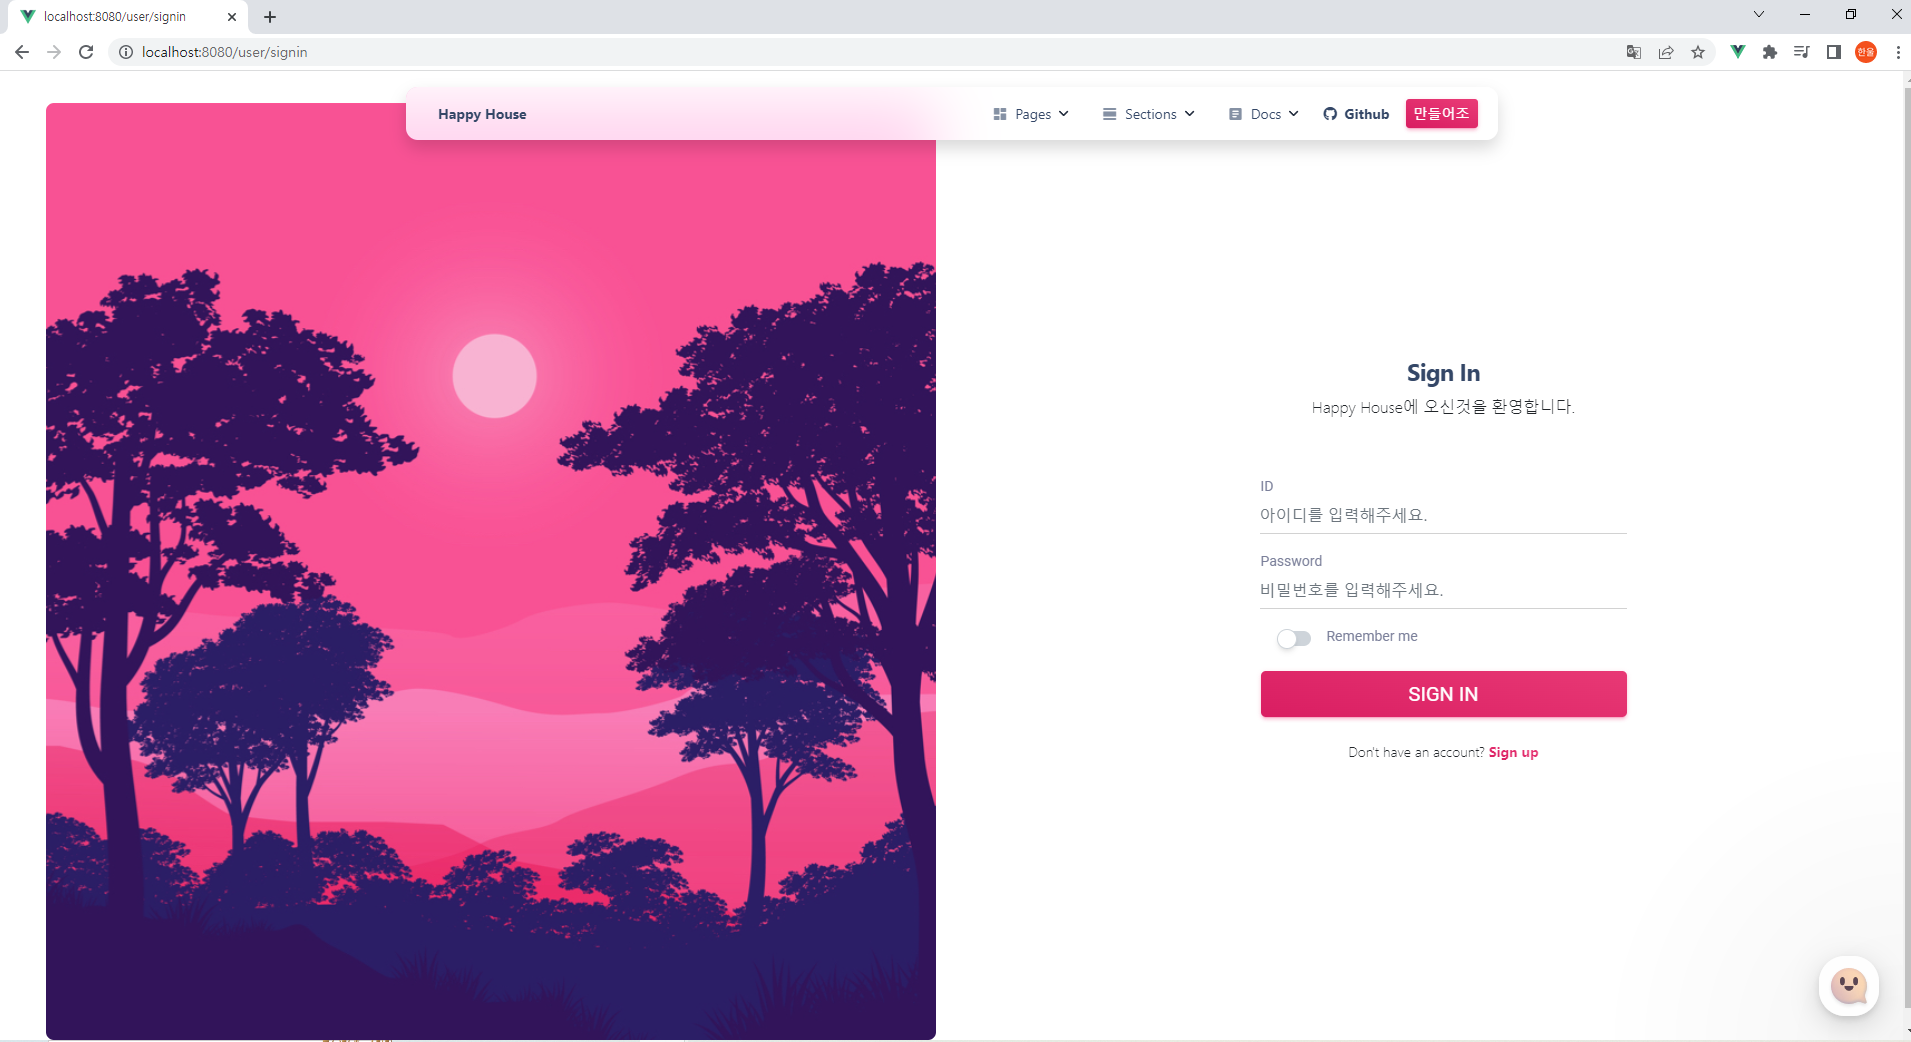 localhost:8080/user/signin
localhost:8080/user/signin
한울
Happy House
Pages
Sections
Docs
Github
만들어조
Sign In
Happy House에 오신것을 환영합니다.
ID
아이디를 입력해주세요.
Password
비밀번호를 입력해주세요.
Remember me
SIGN IN
Don't have an account? Sign up